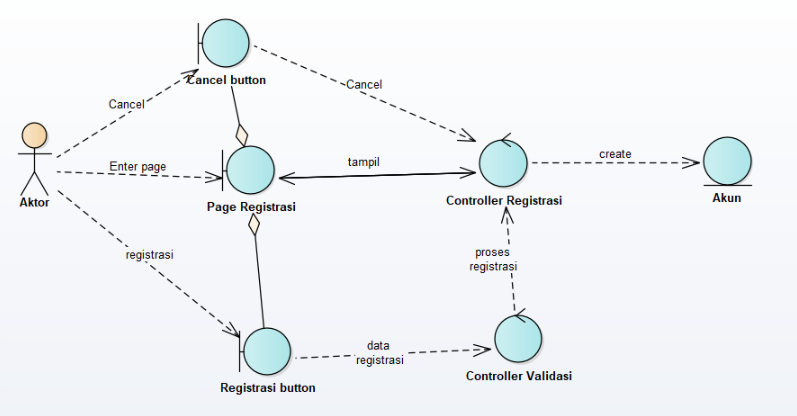 Cancel button
Cancel
Cancel
Aktor
Enter page
Page Registrasi
tampil
Controller Registrasi
create
Akun
registrasi
proses
registrasi
Registrasi button
data
registrasi
Controller Validasi